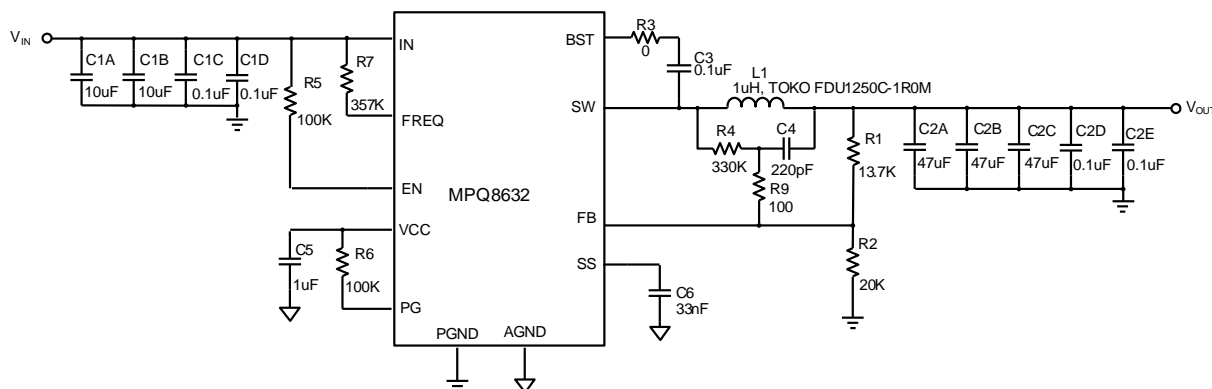 VIN
C1A
10uF
C1B
10uF
C1C
0.1uF
C1D
0.1uF
R5
100K
R7
357K
IN
FREQ
EN
VCC
PG
C5
1uF
R6
100K
MPQ8632
PGND
AGND
BST
SW
FB
SS
R3
0
C3
0.1uF
L1
1uH, TOKO FDU1250C-1R0M
R4
330K
C4
220pF
R9
100
R1
13.7K
R2
20K
C6
33nF
C2A
47uF
C2B
47uF
C2C
47uF
C2D
0.1uF
C2E
0.1uF
VOUT